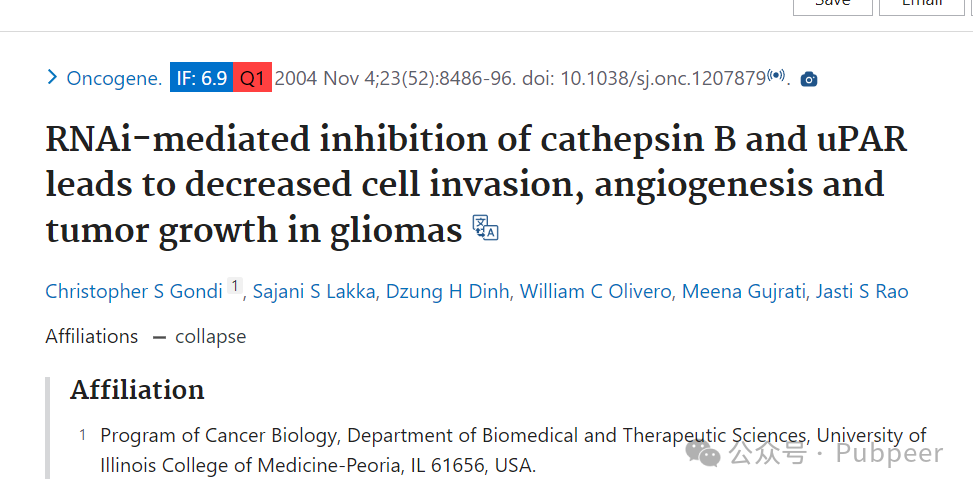 Save Email
Oncogene. IF: 6.9 Q1 2004 Nov 4;23(52):8486-96. doi: 10.1038/sj.onc.1207879.
RNAi-mediated inhibition of cathepsin B and uPAR
leads to decreased cell invasion, angiogenesis and
tumor growth in gliomas
Christopher S Gondi 1, Sajani S Lakka, Dzung H Dinh, William C Olivero, Meena Gujrati, Jasti S Rao
Affiliations — collapse
Affiliation
1 Program of Cancer Biology, Department of Biomedical and Therapeutic Sciences, University of
Illinois College of Medicine-Peoria, IL 61656, USA.
公众号 · Pubpeer